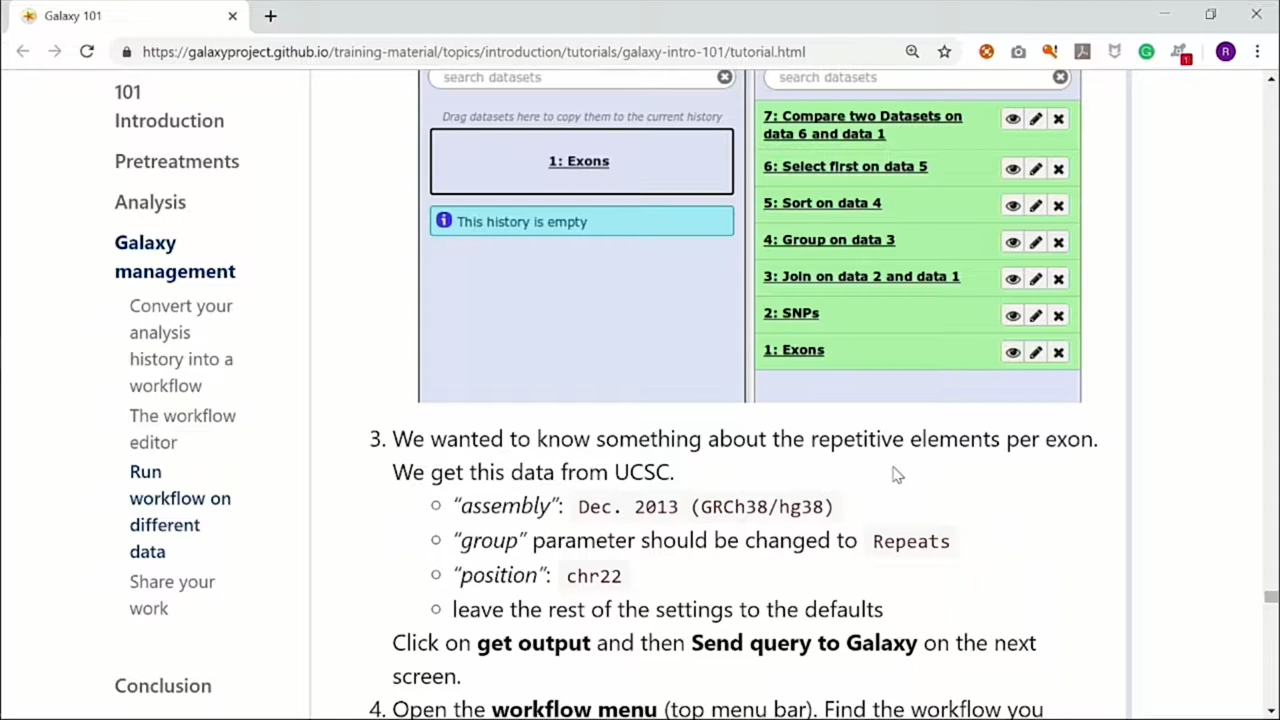 Galaxy 101
https://galaxyproject.github.io/training-material/topics/introduction/tutorials/galaxy-intro-101/tutorial.html
R
1
101
Introduction
Pretreatments
Analysis
Galaxy
management
Convert your
analysis
history into a
workflow
The workflow
editor
Run
workflow on
different
data
Share your
work
Conclusion
search datasets
Drag datasets here to copy them to the current history
1: Exons
This history is empty
search datasets
7: Compare two Datasets on
data 6 and data 1
6: Select first on data 5
5: Sort on data 4
4: Group on data 3
3: Join on data 2 and data 1
2: SNPs
1: Exons
3. We wanted to know something about the repetitive elements per exon.
We get this data from UCSC.
“assembly”: Dec. 2013 (GRCh38/hg38)
“group” parameter should be changed to Repeats
“position”: chr22
leave the rest of the settings to the defaults
Click on get output and then Send query to Galaxy on the next
screen.
4. Open the workflow menu (top menu bar). Find the workflow you